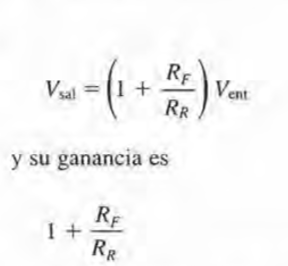 V_sal = (1 + R_F / R_R) V_ent
y su ganancia es
1 + R_F / R_R